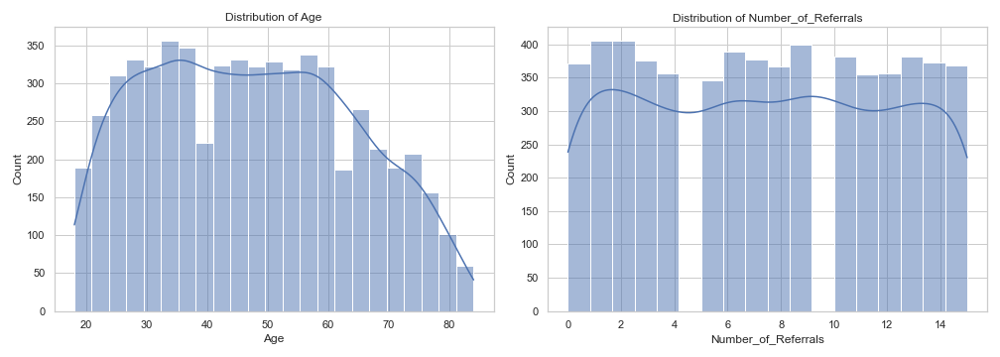 Distribution of Age
350
300
250
200
150
100
50
0
Count
20 30 40 50 60 70 80
Age
Distribution of Number_of_Referrals
400
350
300
250
200
150
100
50
0
Count
0 2 4 6 8 10 12 14
Number_of_Referrals